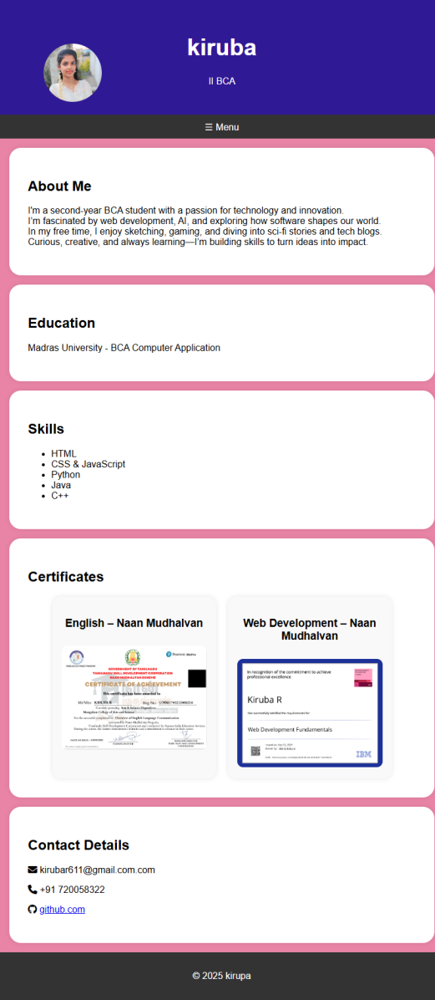 kiruba
II BCA
☰ Menu
About Me
I'm a second-year BCA student with a passion for technology and innovation.
I'm fascinated by web development, AI, and exploring how software shapes our world.
In my free time, I enjoy sketching, gaming, and diving into sci-fi stories and tech blogs.
Curious, creative, and always learning—I'm building skills to turn ideas into impact.
Education
Madras University - BCA Computer Application
Skills
HTML
CSS & JavaScript
Python
Java
C++
Certificates
English – Naan Mudhalvan
GOVERNMENT OF TAMILNADU
TAMILNADU SKILL DEVELOPMENT CORPORATION
NAAN MUDHALVAN SCHEME
CERTIFICATE OF ACHIEVEMENT
This certificate has been awarded to
Web Development – Naan
Mudhalvan
In recognition of the commitment to achieve
professional excellence
Kiruba R
Has successfully satisfied the requirements for:
Web Development Fundamentals
IBM
Contact Details
kirubar611@gmail.com.com
+91 720058322
github.com
© 2025 kirupa